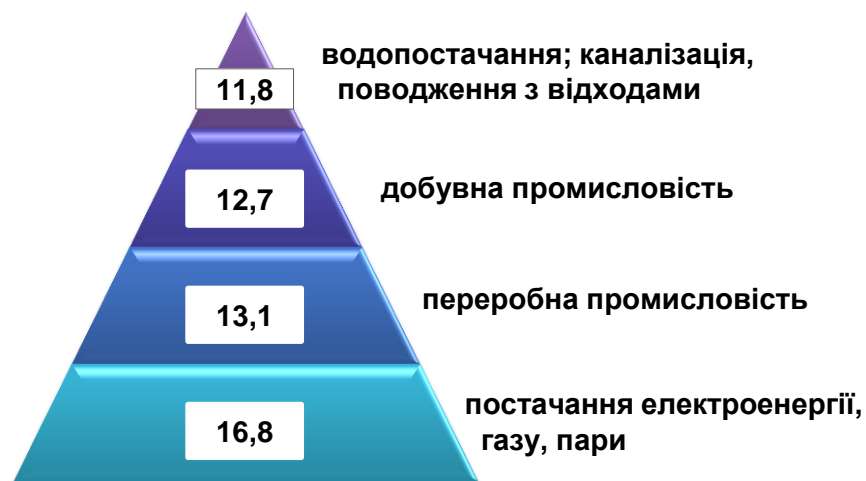 водопостачання; каналізація,
поводження з відходами
11,8
добувна промисловість
12,7
переробна промисловість
13,1
постачання електроенергії,
газу, пари
16,8